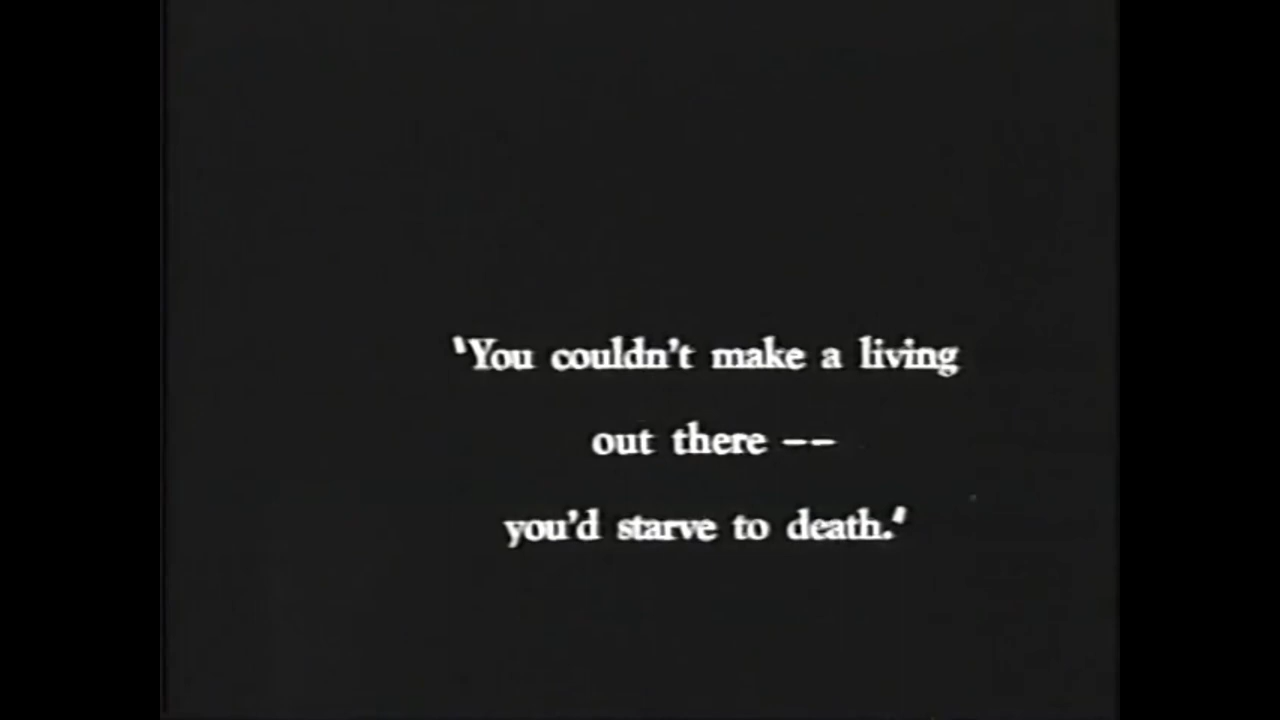 'You couldn't make a living
out there --
you'd starve to death.'